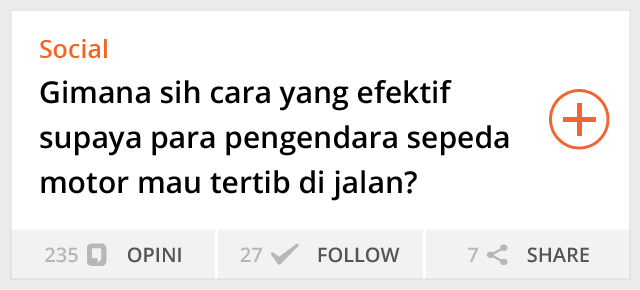 Social
Gimana sih cara yang efektif
supaya para pengendara sepeda
motor mau tertib di jalan?
235 OPINI 27 FOLLOW 7 SHARE